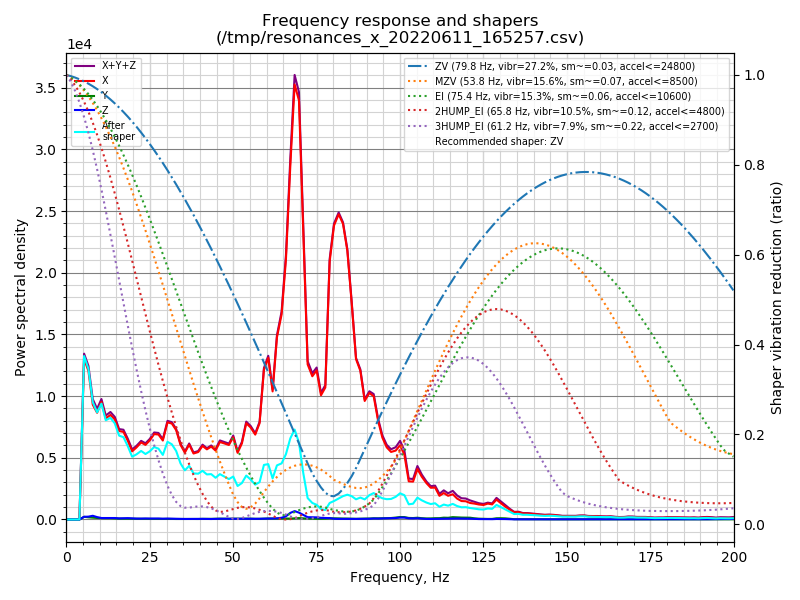 Frequency response and shapers
(/tmp/resonances_x_20220611_165257.csv)
1e4
X+Y+Z
X
Y
Z
After
shaper
ZV (79.8 Hz, vibr=27.2%, sm~=0.03, accel<=24800)
MZV (53.8 Hz, vibr=15.6%, sm~=0.07, accel<=8500)
EI (75.4 Hz, vibr=15.3%, sm~=0.06, accel<=10600)
2HUMP_EI (65.8 Hz, vibr=10.5%, sm~=0.12, accel<=4800)
3HUMP_EI (61.2 Hz, vibr=7.9%, sm~=0.22, accel<=2700)
Recommended shaper: ZV
Power spectral density
3.5
3.0
2.5
2.0
1.5
1.0
0.5
0.0
1.0
0.8
0.6
0.4
0.2
0.0
Shaper vibration reduction (ratio)
0 25 50 75 100 125 150 175 200
Frequency, Hz